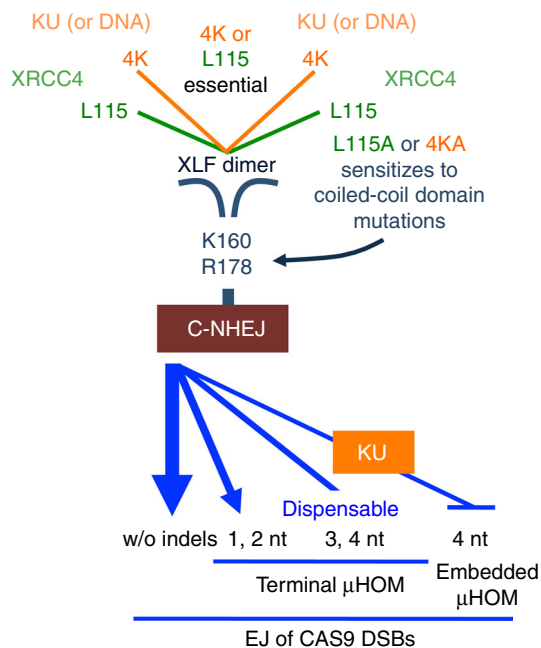 KU (or DNA)
4K or
KU (or DNA)
4K
L115
4K
XRCC4
essential
XRCC4
L115
L115
XLF dimer
L115A or 4KA
sensitizes to
coiled-coil domain
mutations
K160
R178
C-NHEJ
KU
Dispensable
w/o indels
1, 2 nt
3, 4 nt
4 nt
Terminal μHOM
Embedded
μHOM
EJ of CAS9 DSBs